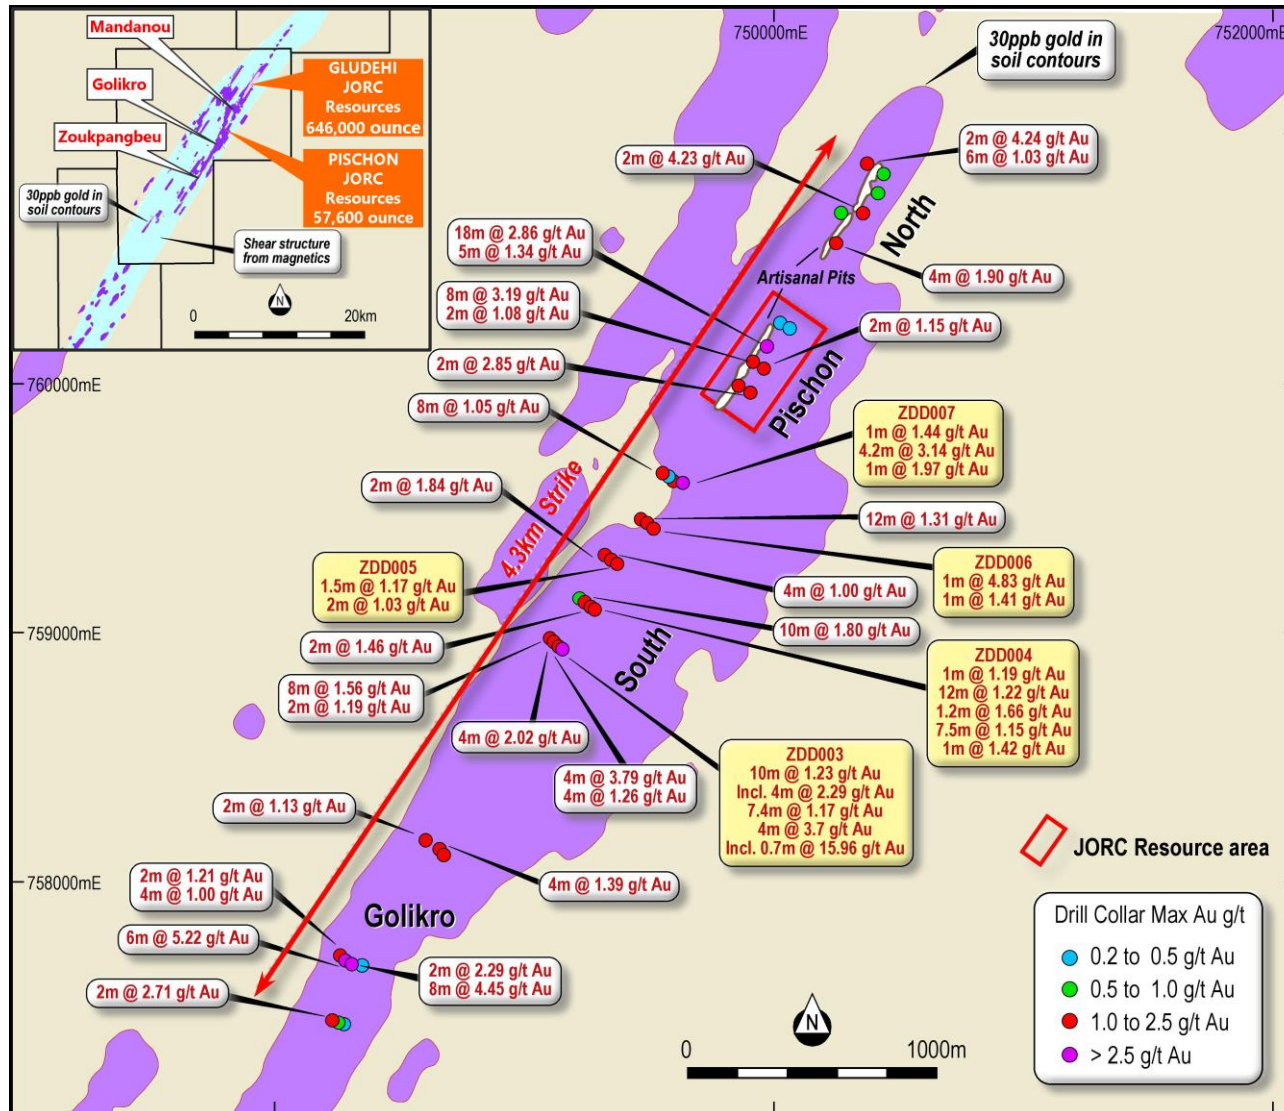 Mandanou
Golikro
Zoukpangbeu
GLUDEHI
JORC
Resources
646,000 ounce
PISCHON
JORC
Resources
57,600 ounce
30ppb gold in
soil contours
Shear structure
from magnetics
N
0
20km
750000mE
752000mE
30ppb gold in
soil contours
2m @ 4.23 g/t Au
2m @ 4.24 g/t Au
6m @ 1.03 g/t Au
North
18m @ 2.86 g/t Au
5m @ 1.34 g/t Au
Artisanal Pits
4m @ 1.90 g/t Au
8m @ 3.19 g/t Au
2m @ 1.08 g/t Au
2m @ 1.15 g/t Au
2m @ 2.85 g/t Au
760000mE
Pischon
8m @ 1.05 g/t Au
ZDD007
1m @ 1.44 g/t Au
4.2m @ 3.14 g/t Au
1m @ 1.97 g/t Au
2m @ 1.84 g/t Au
4.3km Strike
12m @ 1.31 g/t Au
ZDD005
1.5m @ 1.17 g/t Au
2m @ 1.03 g/t Au
ZDD006
1m @ 4.83 g/t Au
1m @ 1.41 g/t Au
4m @ 1.00 g/t Au
759000mE
2m @ 1.46 g/t Au
10m @ 1.80 g/t Au
South
8m @ 1.56 g/t Au
2m @ 1.19 g/t Au
ZDD004
1m @ 1.19 g/t Au
12m @ 1.22 g/t Au
1.2m @ 1.66 g/t Au
7.5m @ 1.15 g/t Au
1m @ 1.42 g/t Au
4m @ 2.02 g/t Au
4m @ 3.79 g/t Au
4m @ 1.26 g/t Au
ZDD003
10m @ 1.23 g/t Au
Incl. 4m @ 2.29 g/t Au
7.4m @ 1.17 g/t Au
4m @ 3.7 g/t Au
Incl. 0.7m @ 15.96 g/t Au
2m @ 1.13 g/t Au
JORC Resource area
758000mE
2m @ 1.21 g/t Au
4m @ 1.00 g/t Au
4m @ 1.39 g/t Au
Golikro
6m @ 5.22 g/t Au
2m @ 2.29 g/t Au
8m @ 4.45 g/t Au
2m @ 2.71 g/t Au
Drill Collar Max Au g/t
0.2 to 0.5 g/t Au
0.5 to 1.0 g/t Au
1.0 to 2.5 g/t Au
> 2.5 g/t Au
N
0
1000m